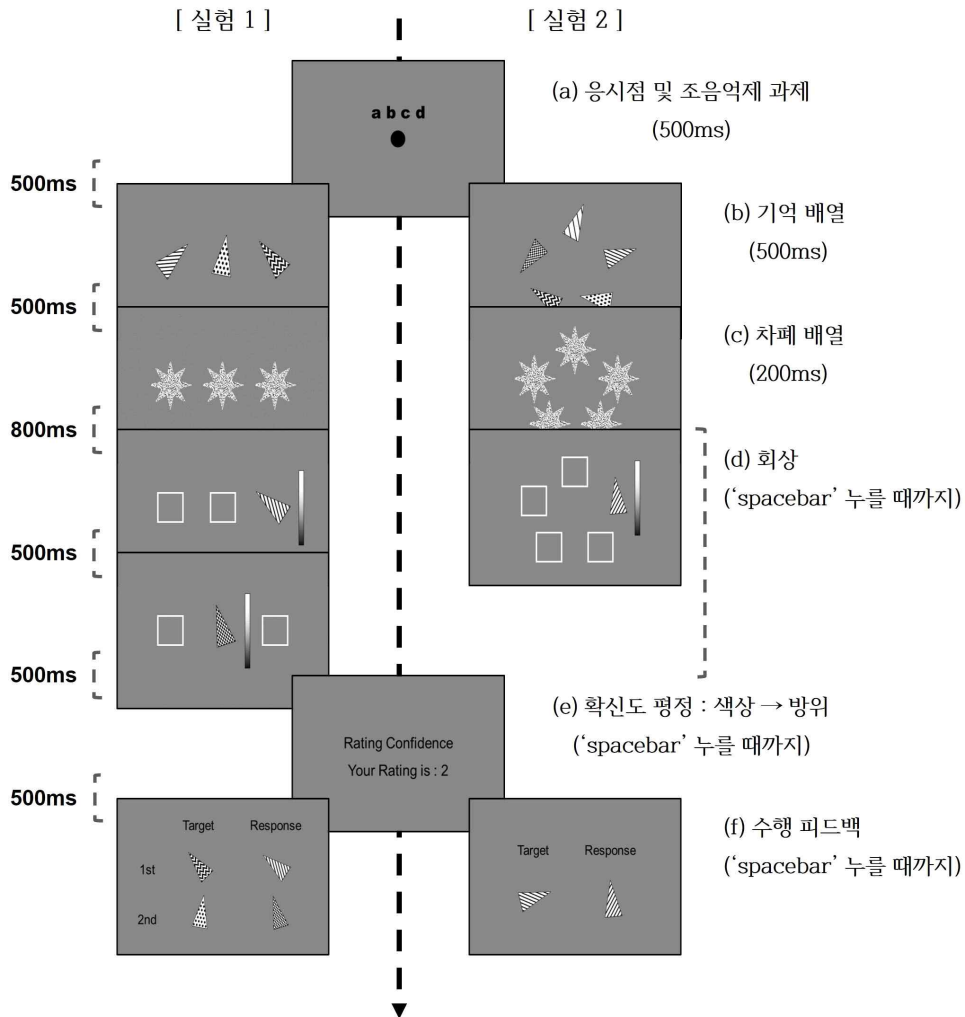 [ 실험 1 ]
[ 실험 2 ]
a b c d
(a) 응시점 및 조음억제 과제
(500ms)
500ms
(b) 기억 배열
(500ms)
500ms
(c) 차폐 배열
(200ms)
800ms
(d) 회상
(‘spacebar’ 누를 때까지)
500ms
500ms
(e) 확신도 평정 : 색상 → 방위
(‘spacebar’ 누를 때까지)
Rating Confidence
Your Rating is : 2
500ms
Target Response
1st
2nd
Target Response
(f) 수행 피드백
(‘spacebar’ 누를 때까지)